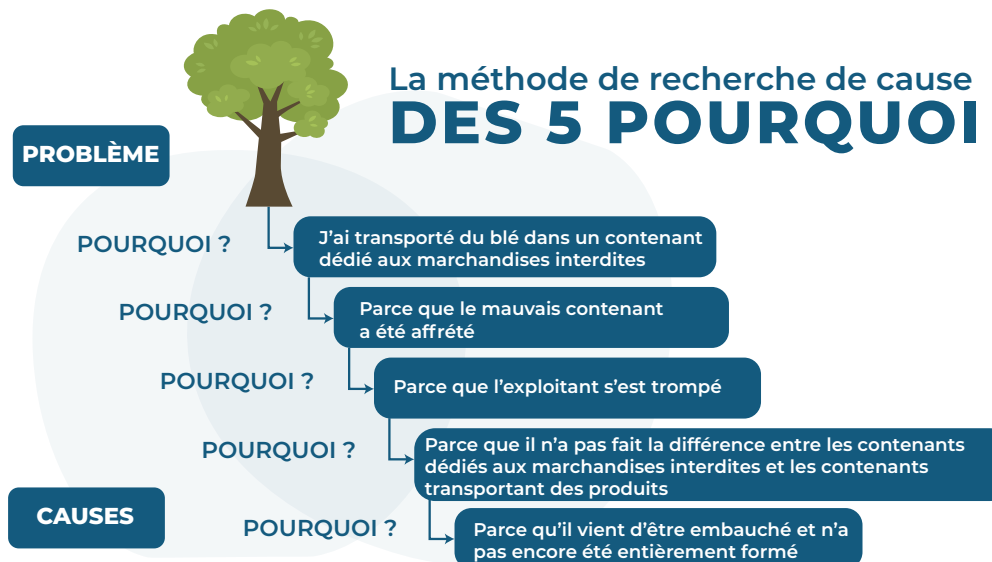 La méthode de recherche de cause
DES 5 POURQUOI
PROBLÈME
POURQUOI ?
J'ai transporté du blé dans un contenant
dédié aux marchandises interdites
POURQUOI ?
Parce que le mauvais contenant
a été affrété
POURQUOI ?
Parce que l'exploitant s'est trompé
POURQUOI ?
Parce que il n'a pas fait la différence entre les contenants
dédiés aux marchandises interdites et les contenants
transportant des produits
CAUSES
POURQUOI ?
Parce qu'il vient d'être embauché et n'a
pas encore été entièrement formé